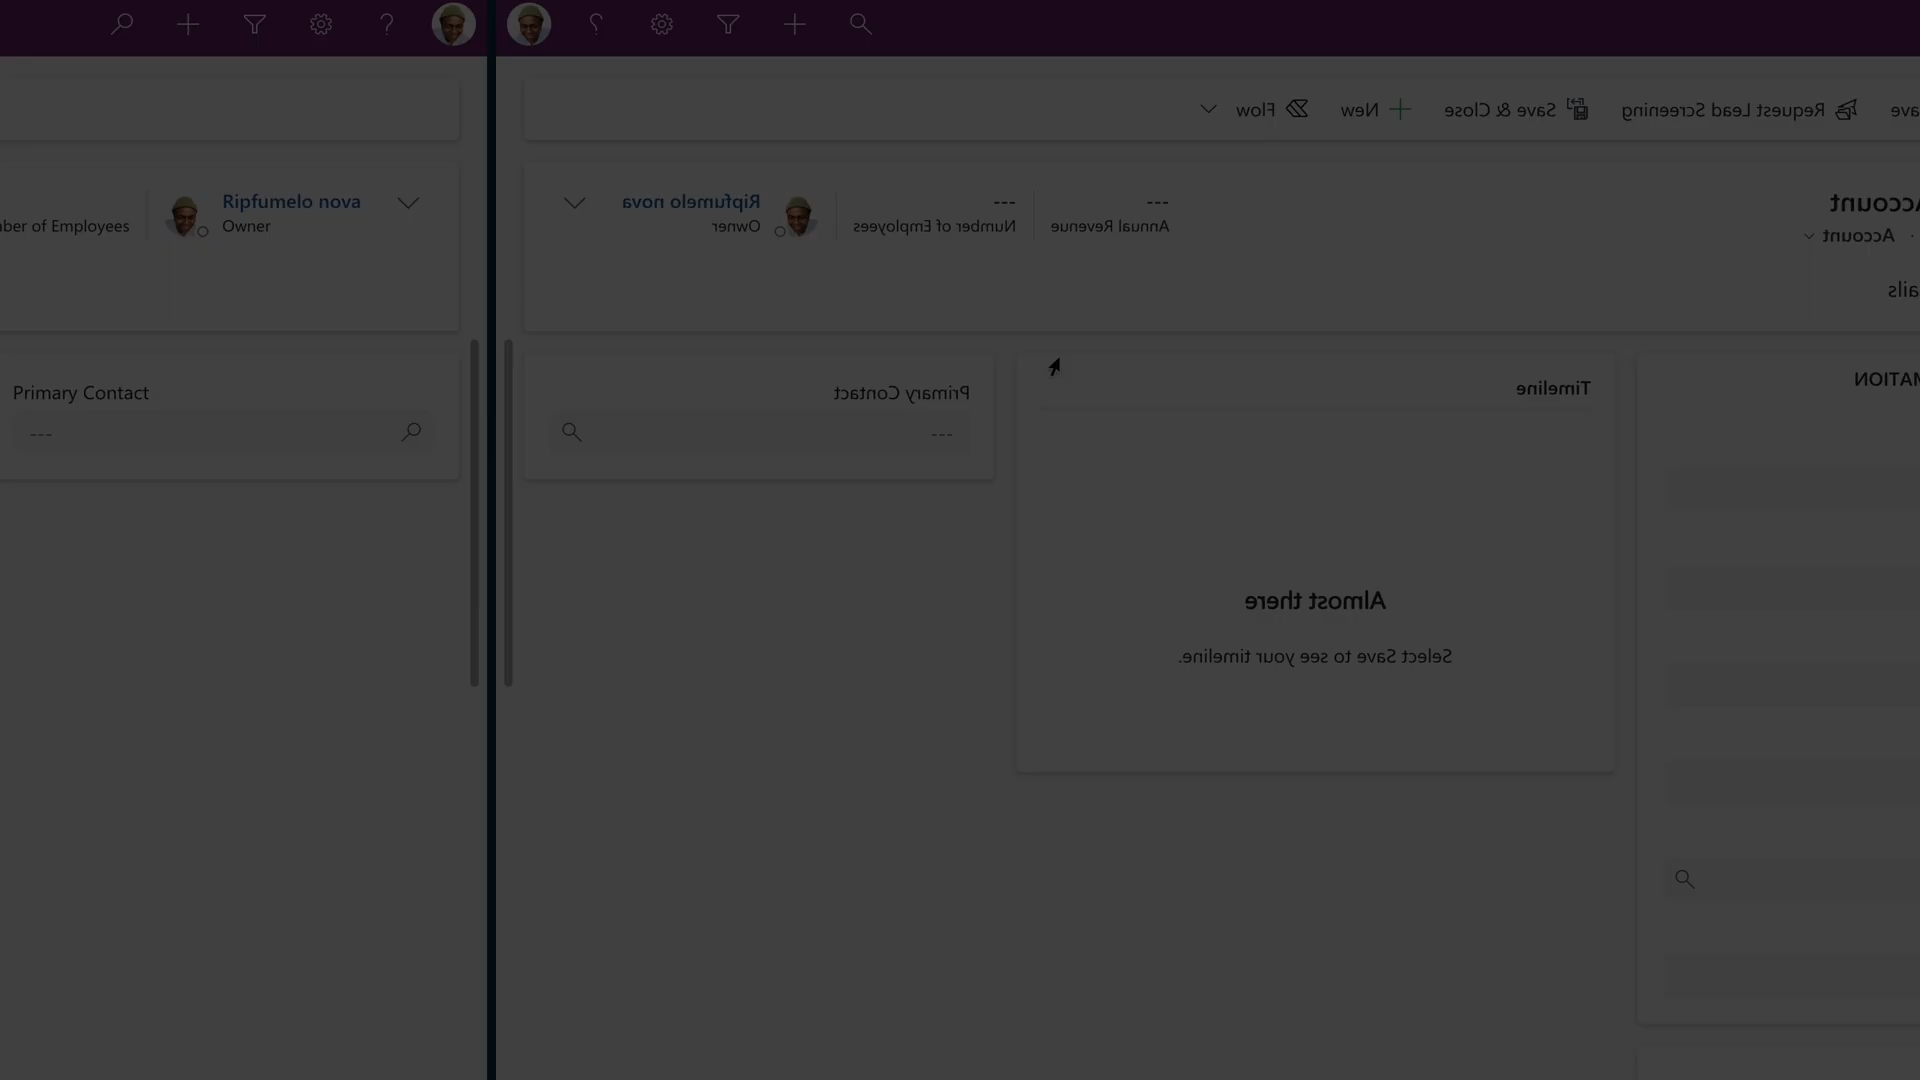 ber of Employees
Ripfumelo nova
Owner
Primary Contact
---
Flow
New
Save & Close
Request Lead Screening
ave
Ripfumelo nova
Owner
---
Number of Employees
---
Annual Revenue
Account
Account
ails
Primary Contact
---
Timeline
Almost there
Select Save to see your timeline.
MATION